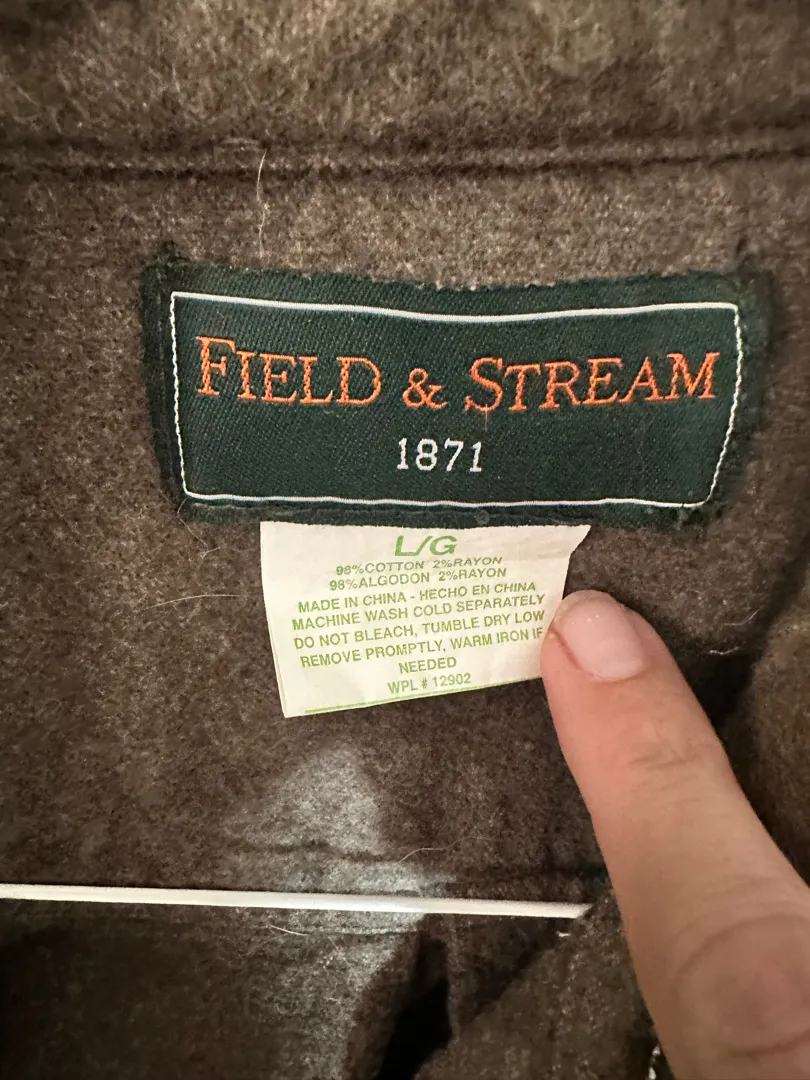 FIELD & STREAM
1871
L/G
98%COTTON 2%RAYON
98%ALGODON 2%RAYON
MADE IN CHINA - HECHO EN CHINA
MACHINE WASH COLD SEPARATELY
DO NOT BLEACH, TUMBLE DRY LOW
REMOVE PROMPTLY, WARM IRON IF
NEEDED
WPL # 12902